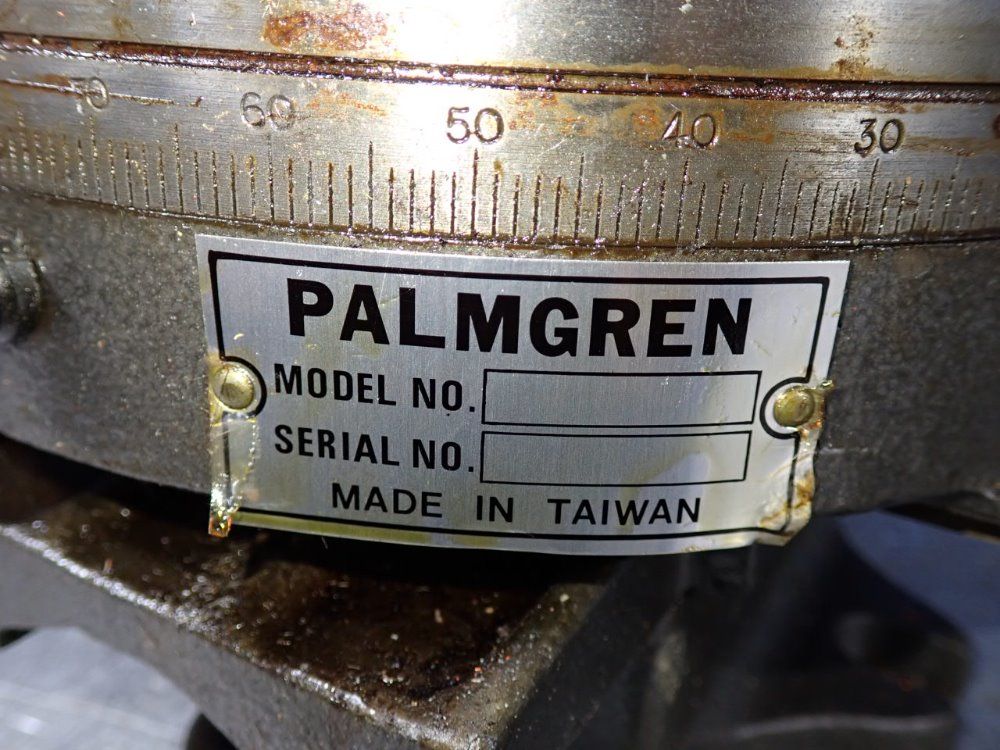 70 60 50 40 30
PALMGREN
MODEL NO.
SERIAL NO.
MADE IN TAIWAN